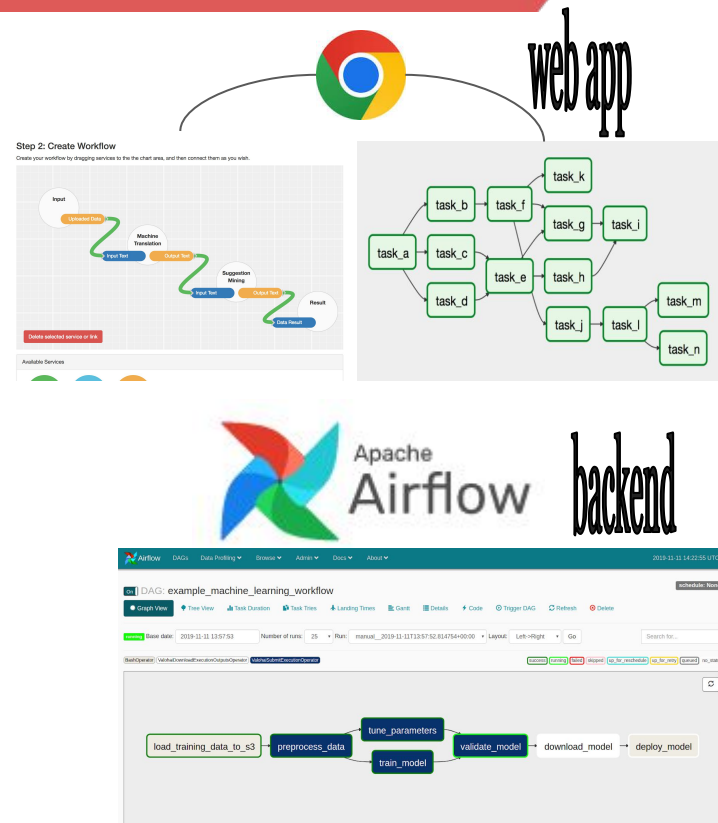 web app
Step 2: Create Workflow
Create your workflow by dragging services to the the chart area, and then connect them as you wish.
Input
Uploaded Data
Machine
Translation
Input Text
Output Text
Suggestion
Mining
Input Text
Output Text
Result
Data Result
Delete selected service or link
Available Services
task_k
task_b
task_f
task_g
task_i
task_a
task_c
task_e
task_h
task_d
task_m
task_j
task_l
task_n
Apache
Airflow
backend
Airflow DAGs Data Profiling Browse Admin Docs About 2019-11-11 14:22:55 UTC
On DAG: example_machine_learning_workflow schedule: None
Graph View Tree View Task Duration Task Tries Landing Times Gantt Details Code Trigger DAG Refresh Delete
running Base date: 2019-11-11 13:57:53 Number of runs: 25 Run: manual__2019-11-11T13:57:52.814754+00:00 Layout: Left->Right Go Search for...
BashOperator ValohaiDownloadExecutionOutputsOperator ValohaiSubmitExecutionOperator success running failed skipped up_for_reschedule up_for_retry queued no_stat
tune_parameters
load_training_data_to_s3 preprocess_data validate_model download_model deploy_model
train_model